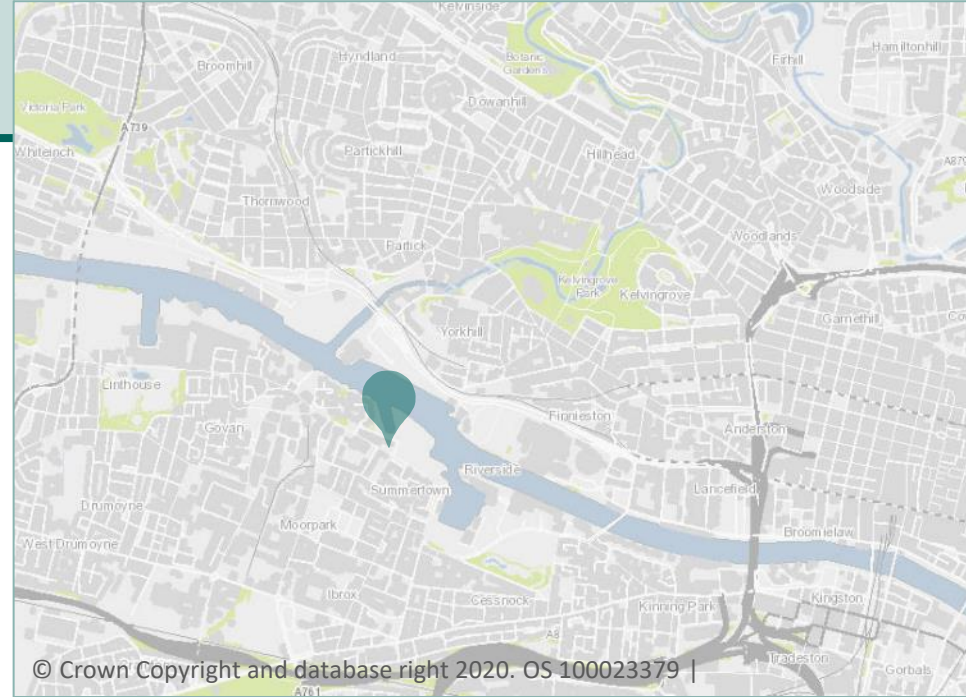 Kelvinside
Broomhill
Hyndland
Botanic
Gardens
Firhill
Hamiltonhill
Victoria Park
A739
Dowanhill
Whiteinch
Partickhill
Hillhead
Woodside
Thornwood
Woodlands
Partick
Kelvingrove
Park
Kelvingrove
Yorkhill
Garnethill
Linthouse
Govan
Finnieston
Anderston
Riverside
Summertown
Lancefield
Drumoyne
Moorpark
Broomielaw
West Drumoyne
Ibrox
Cessnock
Kinning Park
Kingston
A8
Tradeston
Gorbals
© Crown Copyright and database right 2020. OS 100023379 |
A761